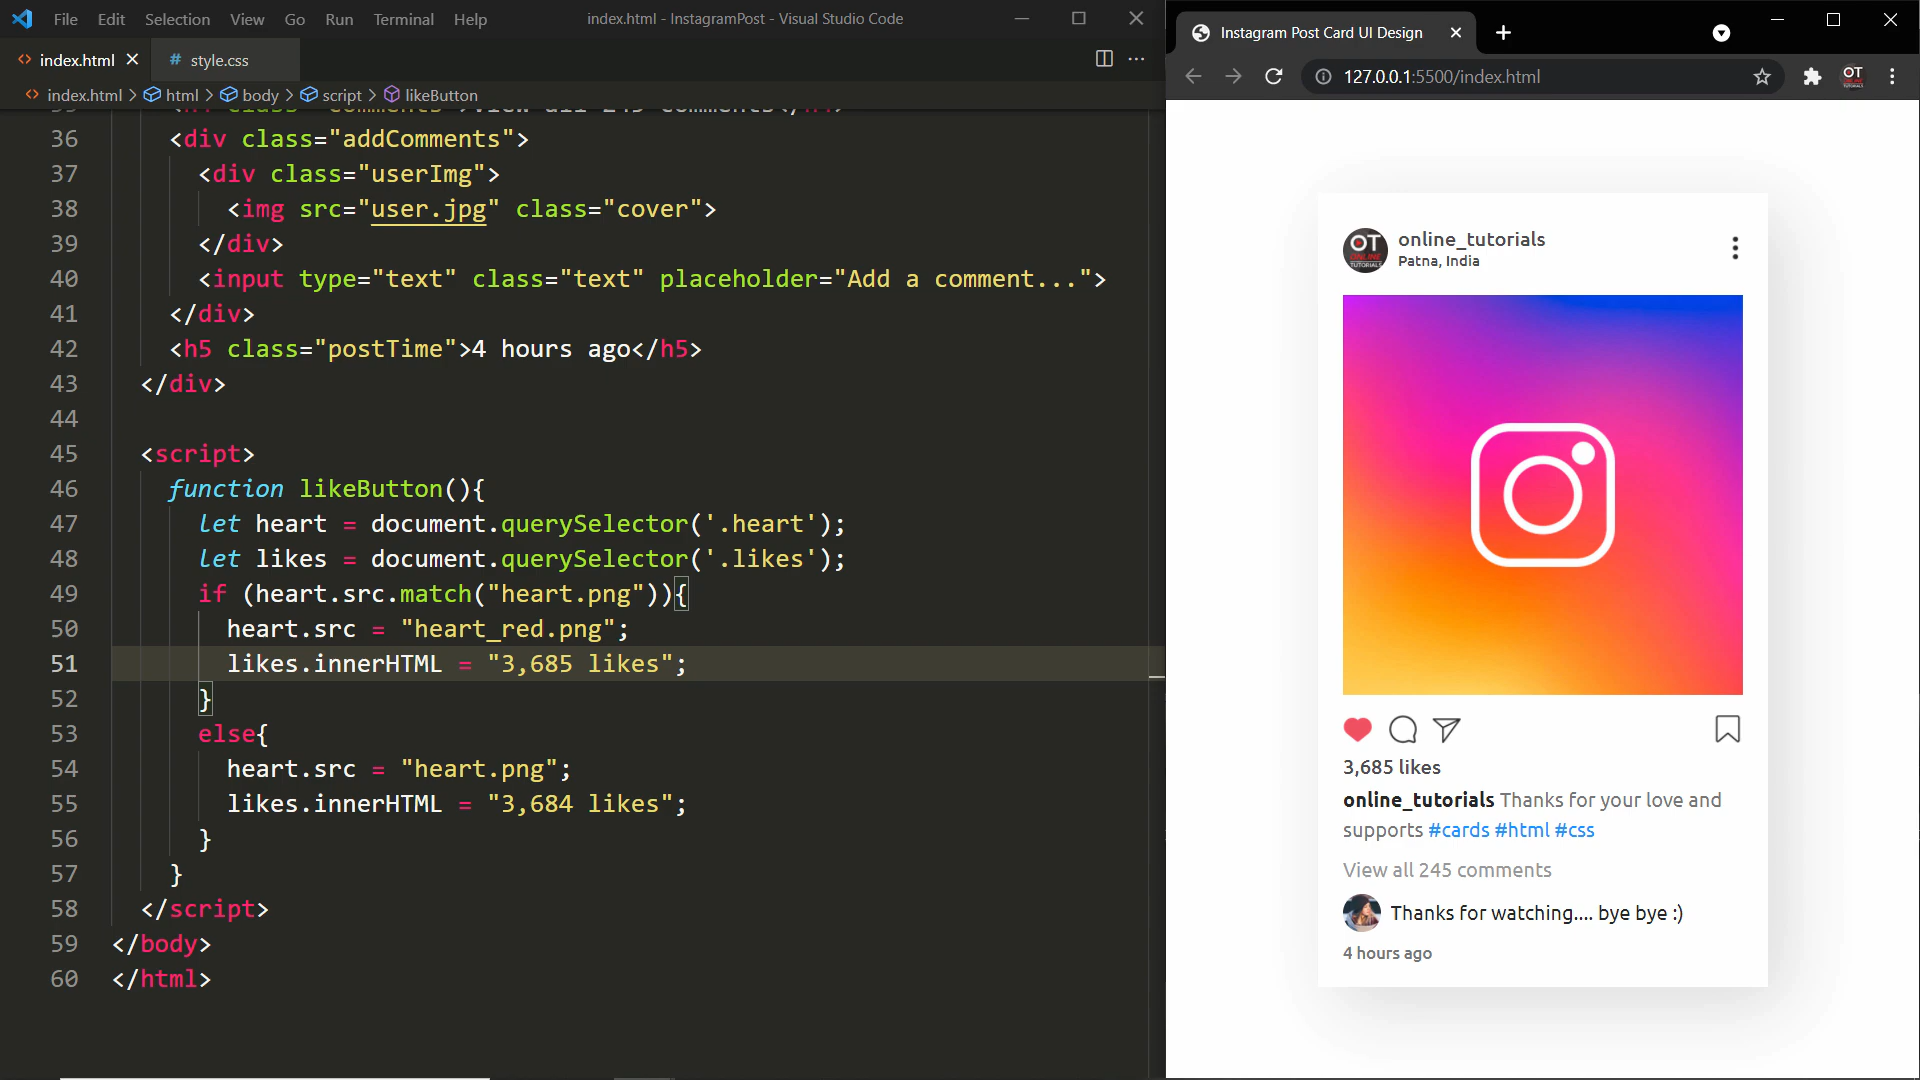 File Edit Selection View Go Run Terminal Help index.html - InstagramPost - Visual Studio Code
index.html # style.css
index.html > html > body > script > likeButton
36 <div class="addComments">
37 <div class="userImg">
38 <img src="user.jpg" class="cover">
39 </div>
40 <input type="text" class="text" placeholder="Add a comment...">
41 </div>
42 <h5 class="postTime">4 hours ago</h5>
43 </div>
44
45 <script>
46 function likeButton(){
47 let heart = document.querySelector('.heart');
48 let likes = document.querySelector('.likes');
49 if (heart.src.match("heart.png")){
50 heart.src = "heart_red.png";
51 likes.innerHTML = "3,685 likes";
52 }
53 else{
54 heart.src = "heart.png";
55 likes.innerHTML = "3,684 likes";
56 }
57 }
58 </script>
59 </body>
60 </html>
Instagram Post Card UI Design
127.0.0.1:5500/index.html
OT
OT
ONLINE
TUTORIALS
online_tutorials
Patna, India
3,685 likes
online_tutorials Thanks for your love and
supports #cards #html #css
View all 245 comments
Thanks for watching.... bye bye :)
4 hours ago